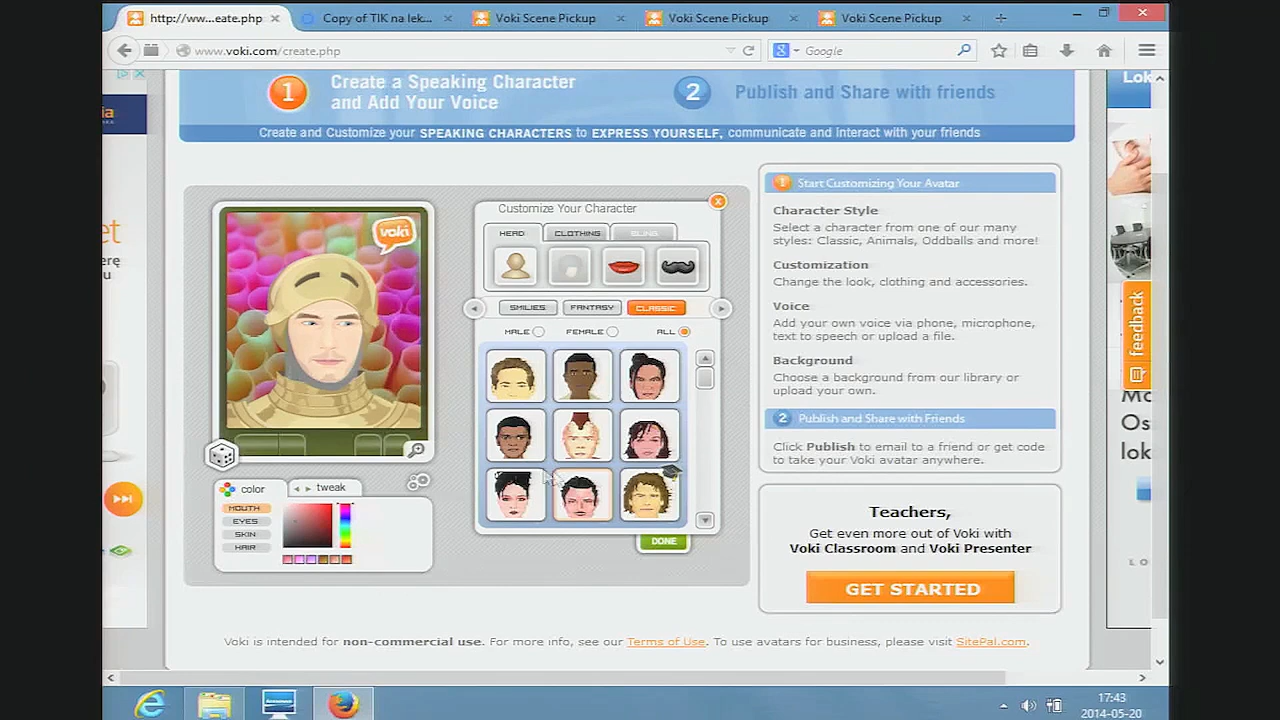 http://ww...eate.php
Copy of TIK na lek...
Voki Scene Pickup
Voki Scene Pickup
Voki Scene Pickup
www.voki.com/create.php
Google
1
Create a Speaking Character
and Add Your Voice
2
Publish and Share with friends
Create and Customize your SPEAKING CHARACTERS to EXPRESS YOURSELF, communicate and interact with your friends
voki
Customize Your Character
HEAD
CLOTHING
BLING
SMILIES
FANTASY
CLASSIC
MALE
FEMALE
ALL
DONE
color
tweak
MOUTH
EYES
SKIN
HAIR
1 Start Customizing Your Avatar
Character Style
Select a character from one of our many
styles: Classic, Animals, Oddballs and more!
Customization
Change the look, clothing and accessories.
Voice
Add your own voice via phone, microphone,
text to speech or upload a file.
Background
Choose a background from our library or
upload your own.
2 Publish and Share with Friends
Click Publish to email to a friend or get code
to take your Voki avatar anywhere.
Teachers,
Get even more out of Voki with
Voki Classroom and Voki Presenter
GET STARTED
feedback
Voki is intended for non-commercial use. For more info, see our Terms of Use. To use avatars for business, please visit SitePal.com.
17:43
2014-05-20